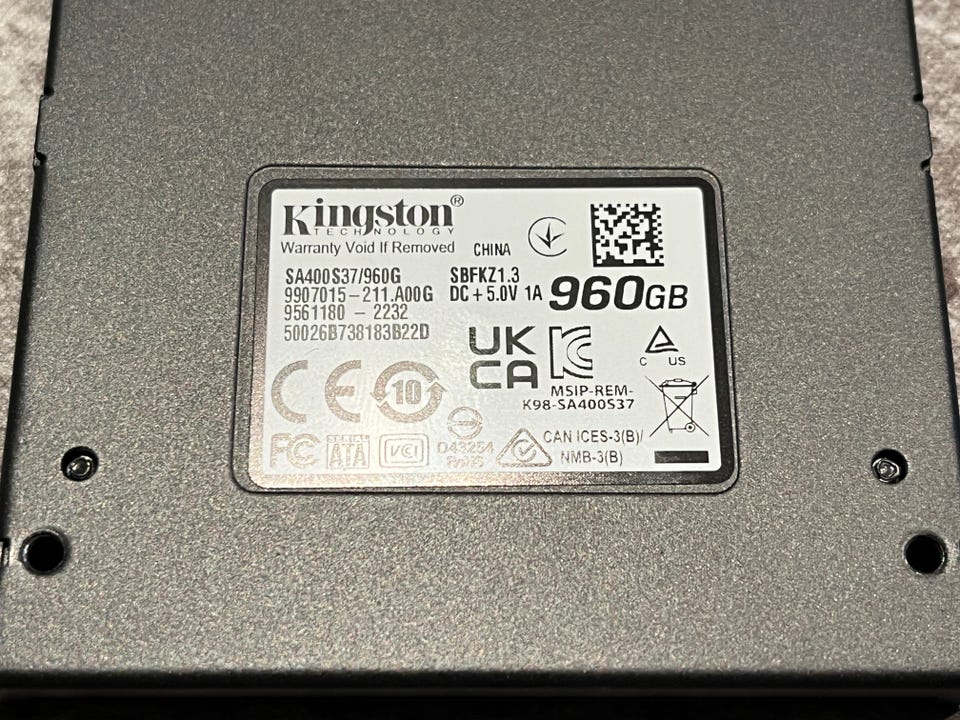 Kingston®
TECHNOLOGY
Warranty Void If Removed
CHINA
SA400S37/960G
SBFKZ1.3
9907015-211.A00G
DC+5.0V 1A
960GB
9561180 - 2232
50026B738183B22D
UK
CA
C US
MSIP-REM-
K98-SA400S37
CE
10
FC
SERIAL
ATA
VCI
D43254
RoHS
CAN ICES-3(B)/
NMB-3(B)